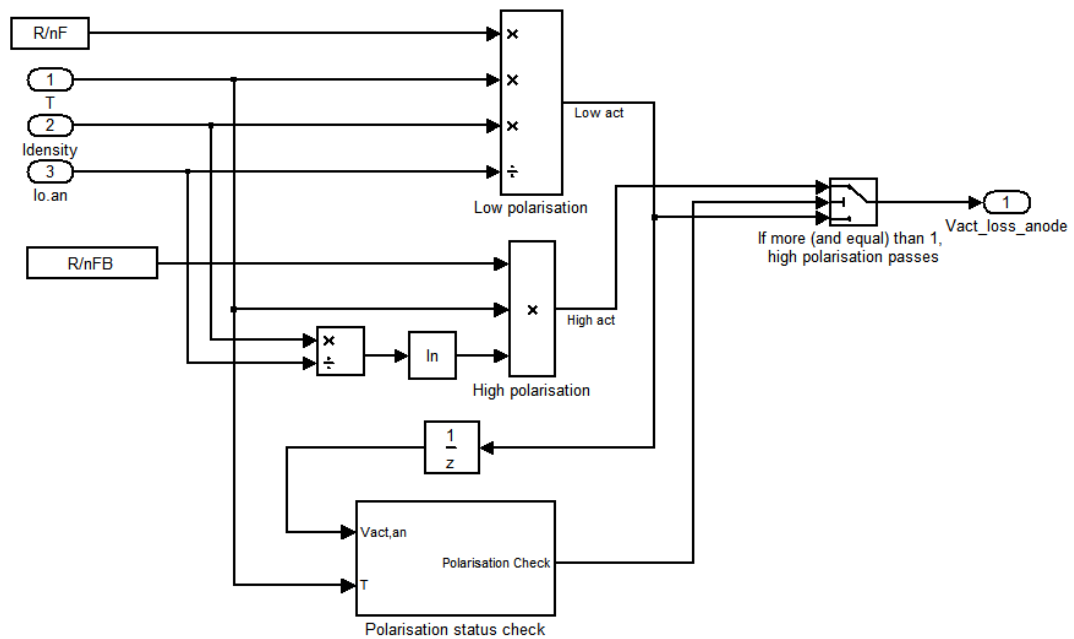 R/nF
1
T
2
Idensity
3
Io.an
×
×
×
÷
Low act
Low polarisation
R/nFB
×
÷
ln
×
High act
High polarisation
1
z
Vact,an
T
Polarisation Check
Polarisation status check
If more (and equal) than 1,
high polarisation passes
1
Vact_loss_anode